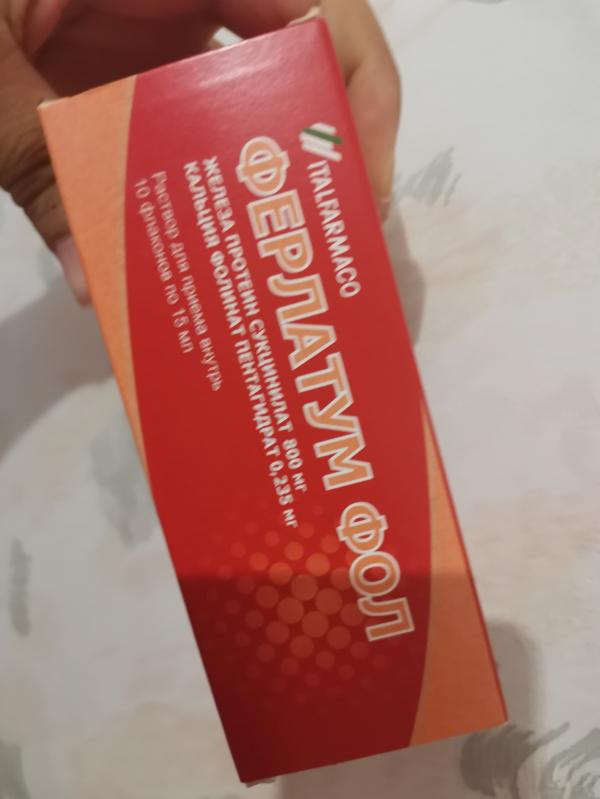 ITALFARMACO
ФЕРЛАТУМ ФОЛ
ЖЕЛЕЗА ПРОТЕИН СУКЦИНИЛАТ 800 МГ
КАЛЬЦИЯ ФОЛИНАТ ПЕНТАГИДРАТ 0,235 МГ
Раствор для приема внутрь
10 флаконов по 15 мл